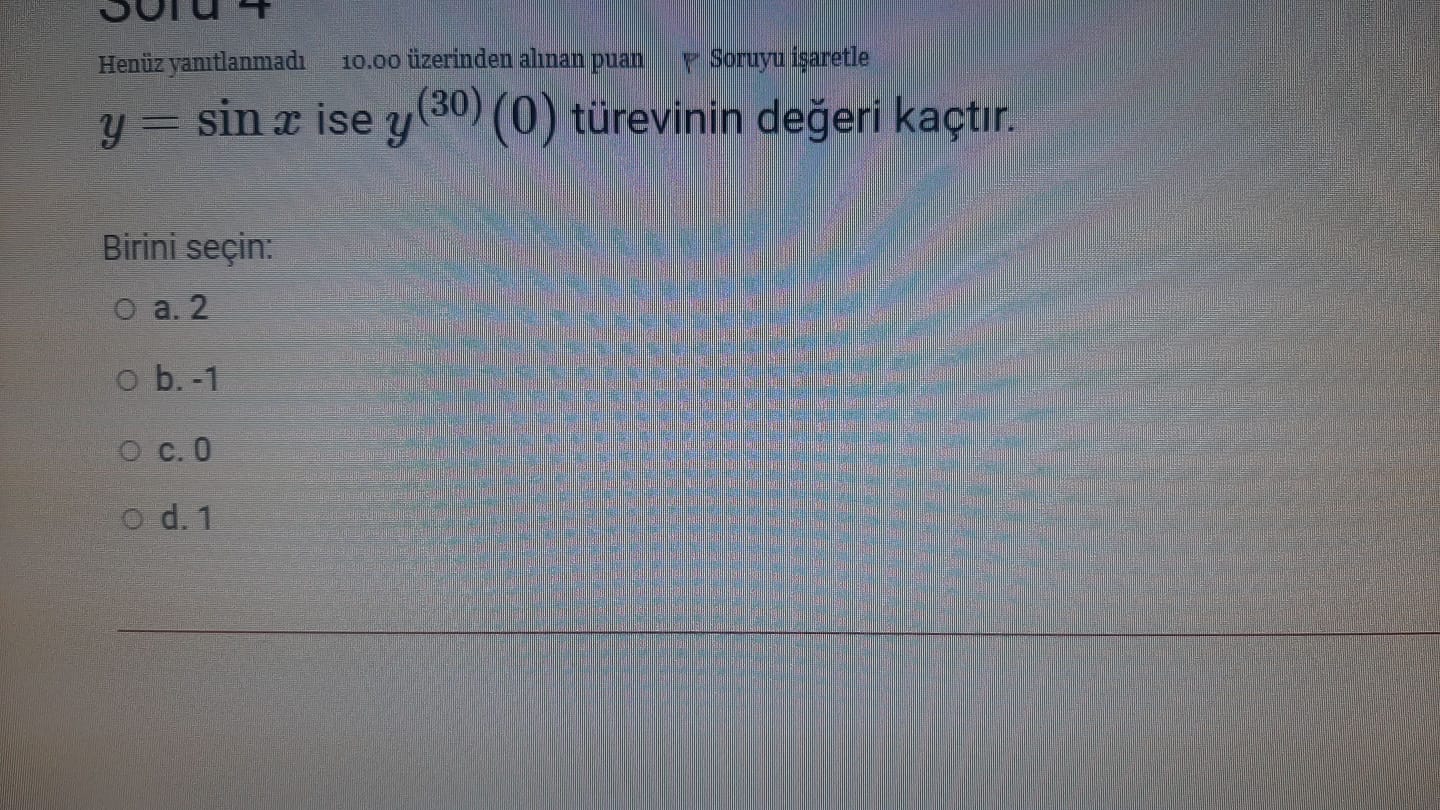 Soru 4
Henüz yanıtlanmadı 10.00 üzerinden alınan puan Soruyu işaretle
y = sin x ise y^(30) (0) türevinin değeri kaçtır.
Birini seçin:
a. 2
b. -1
c. 0
d. 1